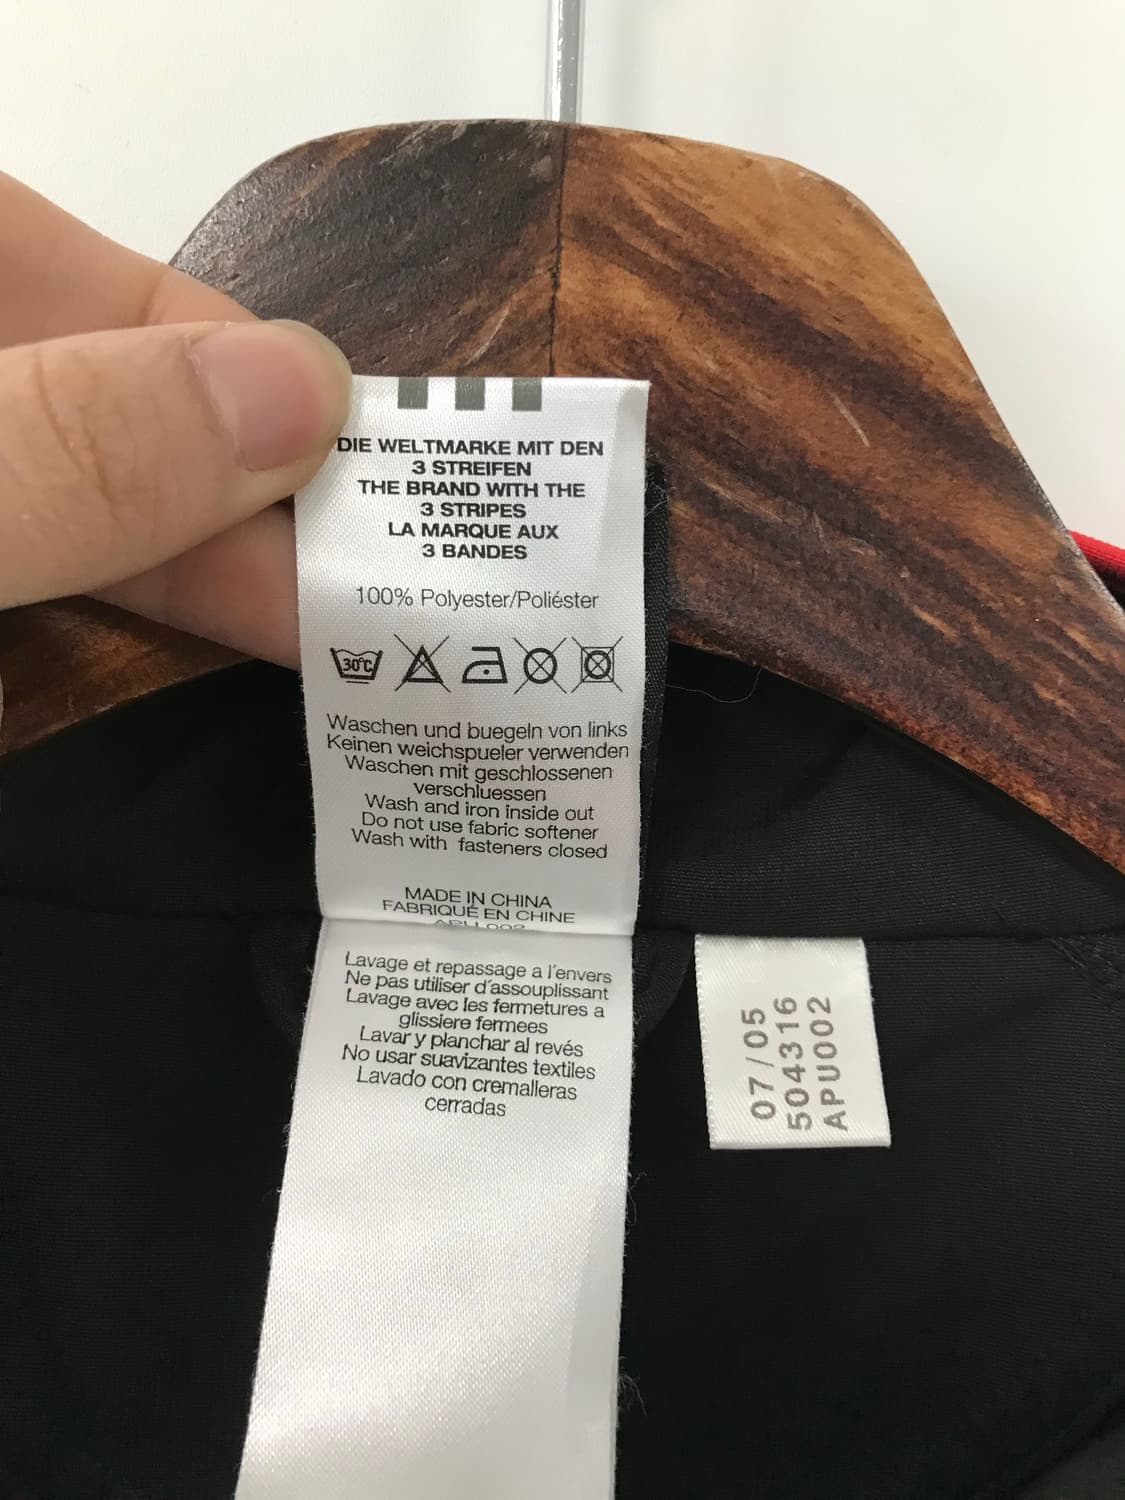 DIE WELTMARKE MIT DEN
3 STREIFEN
THE BRAND WITH THE
3 STRIPES
LA MARQUE AUX
3 BANDES
100% Polyester/Poliéster
30°C
Waschen und buegeln von links
Keinen weichspueler verwenden
Waschen mit geschlossenen
verschluessen
Wash and iron inside out
Do not use fabric softener
Wash with fasteners closed
MADE IN CHINA
FABRIQUÉ EN CHINE
Lavage et repassage a l´envers
Ne pas utiliser d´assouplissant
Lavage avec les fermetures a
glissiere fermees
Lavar y planchar al revés
No usar suavizantes textiles
Lavado con cremalleras
cerradas
07/05
504316
APU002